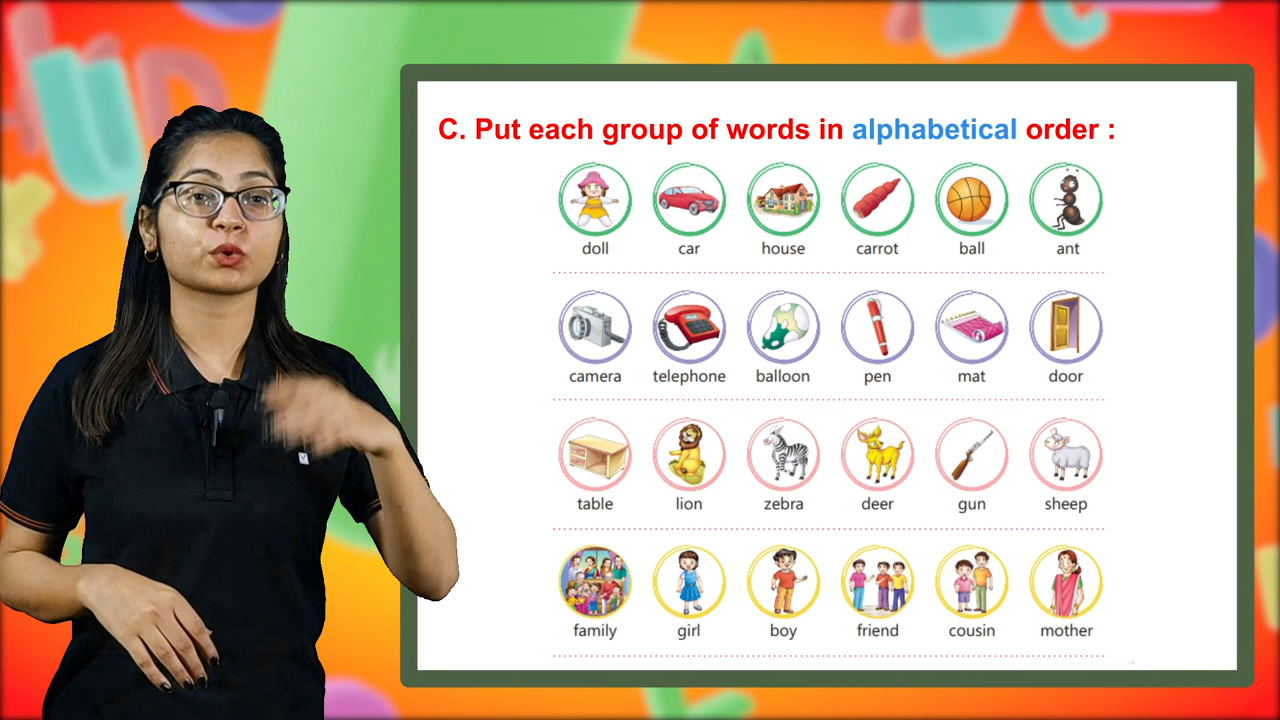 C. Put each group of words in alphabetical order :
doll car house carrot ball ant
camera telephone balloon pen mat door
table lion zebra deer gun sheep
family girl boy friend cousin mother